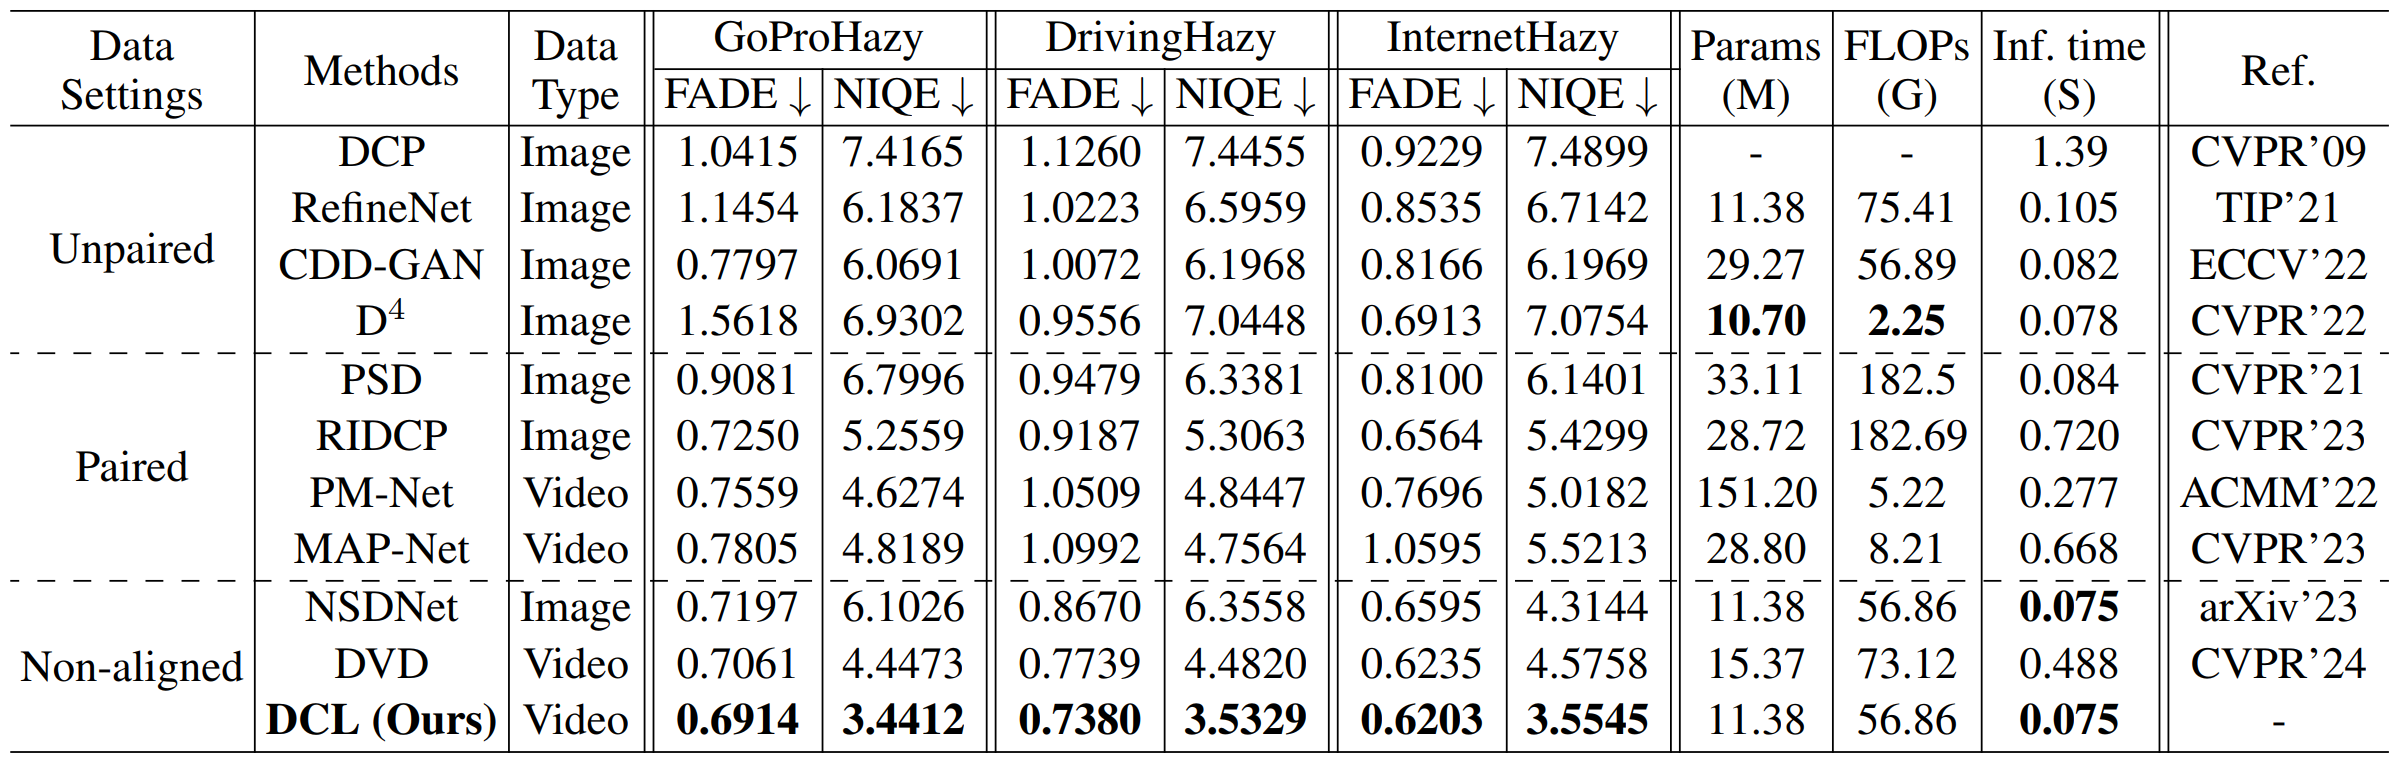 Data Settings Methods Data Type GoProHazy DrivingHazy InternetHazy Params (M) FLOPs (G) Inf. time (S) Ref.
FADE ↓ NIQE ↓ FADE ↓ NIQE ↓ FADE ↓ NIQE ↓
Unpaired
DCP Image 1.0415 7.4165 1.1260 7.4455 0.9229 7.4899 - - 1.39 CVPR’09
RefineNet Image 1.1454 6.1837 1.0223 6.5959 0.8535 6.7142 11.38 75.41 0.105 TIP’21
CDD-GAN Image 0.7797 6.0691 1.0072 6.1968 0.8166 6.1969 29.27 56.89 0.082 ECCV’22
D⁴ Image 1.5618 6.9302 0.9556 7.0448 0.6913 7.0754 10.70 2.25 0.078 CVPR’22
Paired
PSD Image 0.9081 6.7996 0.9479 6.3381 0.8100 6.1401 33.11 182.5 0.084 CVPR’21
RIDCP Image 0.7250 5.2559 0.9187 5.3063 0.6564 5.4299 28.72 182.69 0.720 CVPR’23
PM-Net Video 0.7559 4.6274 1.0509 4.8447 0.7696 5.0182 151.20 5.22 0.277 ACMM’22
MAP-Net Video 0.7805 4.8189 1.0992 4.7564 1.0595 5.5213 28.80 8.21 0.668 CVPR’23
Non-aligned
NSDNet Image 0.7197 6.1026 0.8670 6.3558 0.6595 4.3144 11.38 56.86 0.075 arXiv’23
DVD Video 0.7061 4.4473 0.7739 4.4820 0.6235 4.5758 15.37 73.12 0.488 CVPR’24
DCL (Ours) Video 0.6914 3.4412 0.7380 3.5329 0.6203 3.5545 11.38 56.86 0.075 -